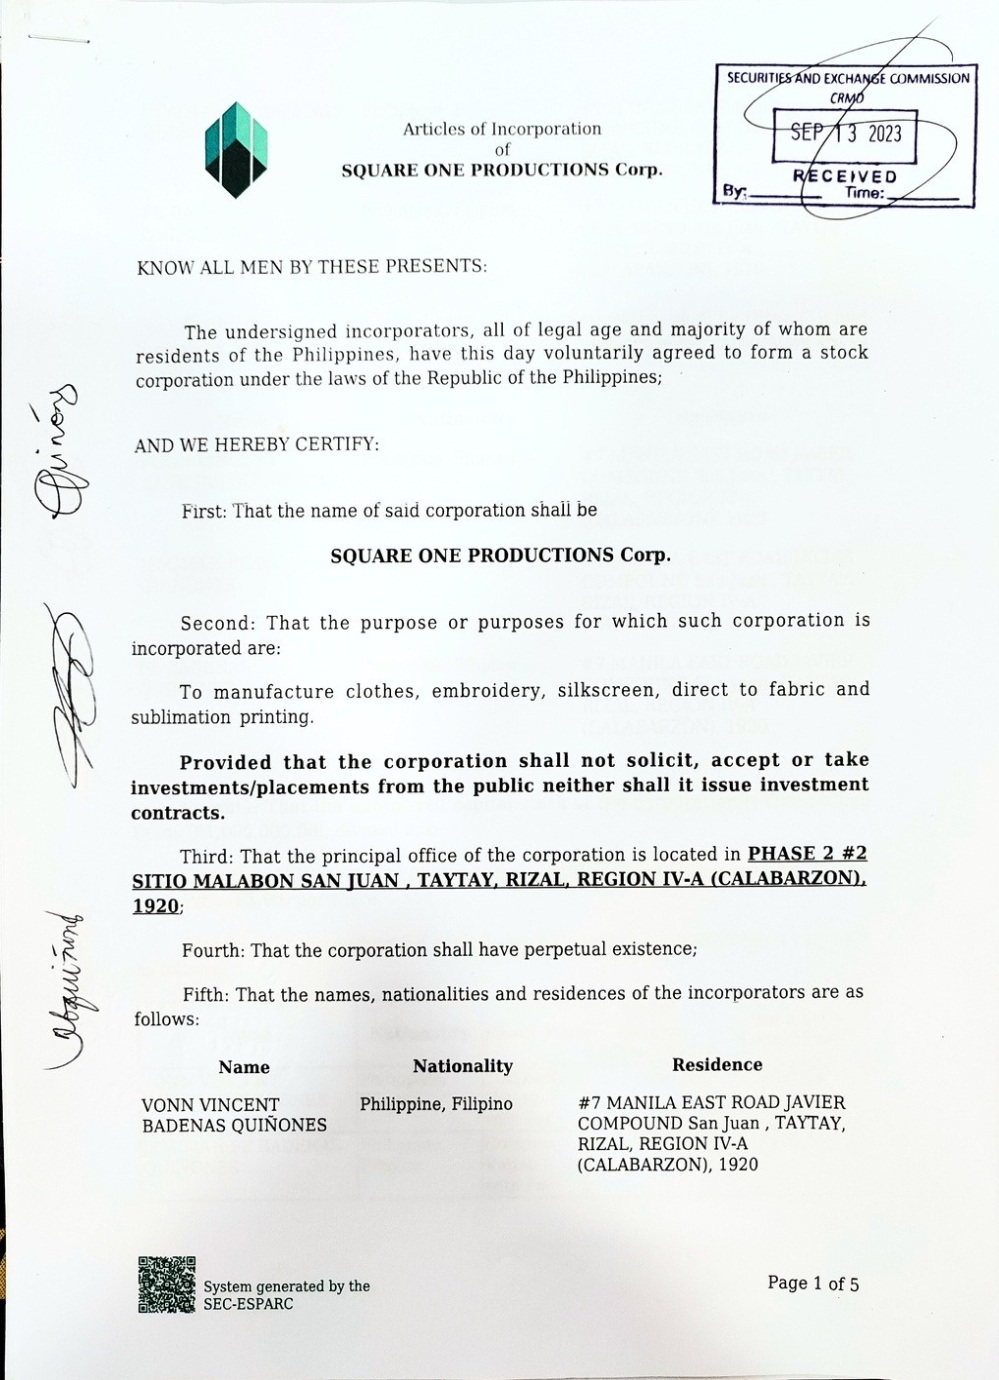 SECURITIES AND EXCHANGE COMMISSION
CRMD
SEP 13 2023
RECEIVED
By: Time:
Articles of Incorporation
of
SQUARE ONE PRODUCTIONS Corp.
KNOW ALL MEN BY THESE PRESENTS:
The undersigned incorporators, all of legal age and majority of whom are
residents of the Philippines, have this day voluntarily agreed to form a stock
corporation under the laws of the Republic of the Philippines;
AND WE HEREBY CERTIFY:
First: That the name of said corporation shall be
SQUARE ONE PRODUCTIONS Corp.
Second: That the purpose or purposes for which such corporation is
incorporated are:
To manufacture clothes, embroidery, silkscreen, direct to fabric and
sublimation printing.
Provided that the corporation shall not solicit, accept or take
investments/placements from the public neither shall it issue investment
contracts.
Third: That the principal office of the corporation is located in PHASE 2 #2
SITIO MALABON SAN JUAN , TAYTAY, RIZAL, REGION IV-A (CALABARZON),
1920;
Fourth: That the corporation shall have perpetual existence;
Fifth: That the names, nationalities and residences of the incorporators are as
follows:
Name Nationality Residence
VONN VINCENT Philippine, Filipino #7 MANILA EAST ROAD JAVIER
BADENAS QUIÑONES COMPOUND San Juan , TAYTAY,
RIZAL, REGION IV-A
(CALABARZON), 1920
System generated by the
SEC-ESPARC
Page 1 of 5